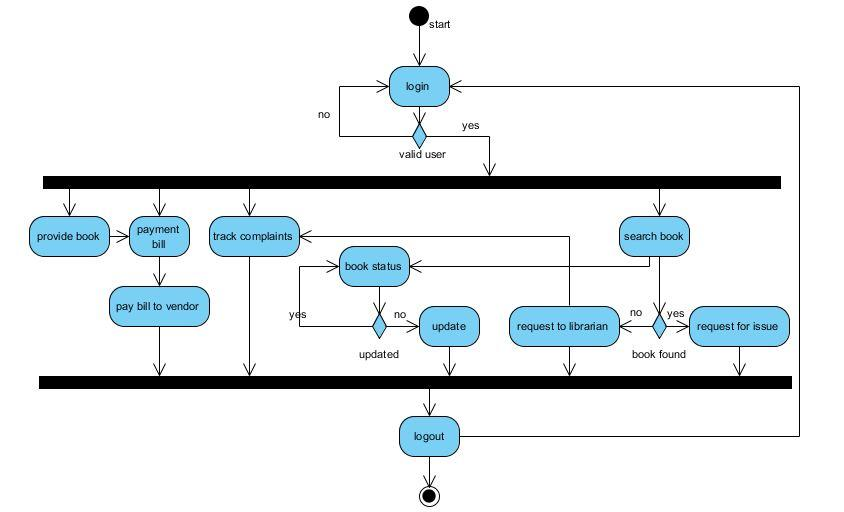 start
login
no
yes
valid user
provide book
payment
bill
track complaints
search book
book status
pay bill to vendor
yes
no
update
request to librarian
no
yes
request for issue
updated
book found
logout